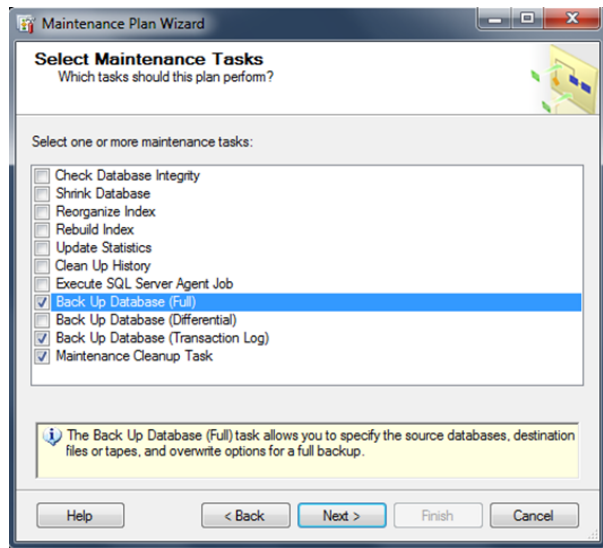 Maintenance Plan Wizard
Select Maintenance Tasks
Which tasks should this plan perform?
Select one or more maintenance tasks:
Check Database Integrity
Shrink Database
Reorganize Index
Rebuild Index
Update Statistics
Clean Up History
Execute SQL Server Agent Job
Back Up Database (Full)
Back Up Database (Differential)
Back Up Database (Transaction Log)
Maintenance Cleanup Task
The Back Up Database (Full) task allows you to specify the source databases, destination
files or tapes, and overwrite options for a full backup.
Help < Back Next > Finish Cancel